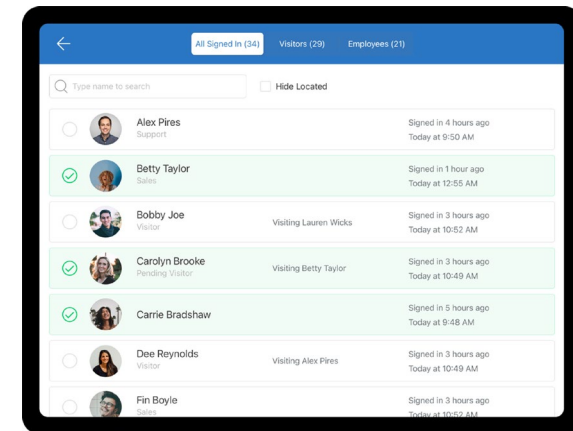 All Signed In (34) Visitors (29) Employees (21)
Type name to search Hide Located
Alex Pires Signed in 4 hours ago
Support Today at 9:50 AM
Betty Taylor Signed in 1 hour ago
Sales Today at 12:55 AM
Bobby Joe Visiting Lauren Wicks Signed in 3 hours ago
Visitor Today at 10:52 AM
Carolyn Brooke Visiting Betty Taylor Signed in 3 hours ago
Pending Visitor Today at 10:49 AM
Carrie Bradshaw Signed in 5 hours ago
Today at 9:48 AM
Dee Reynolds Visiting Alex Pires Signed in 3 hours ago
Visitor Today at 10:49 AM
Fin Boyle Signed in 3 hours ago
Sales Today at 10:52 AM